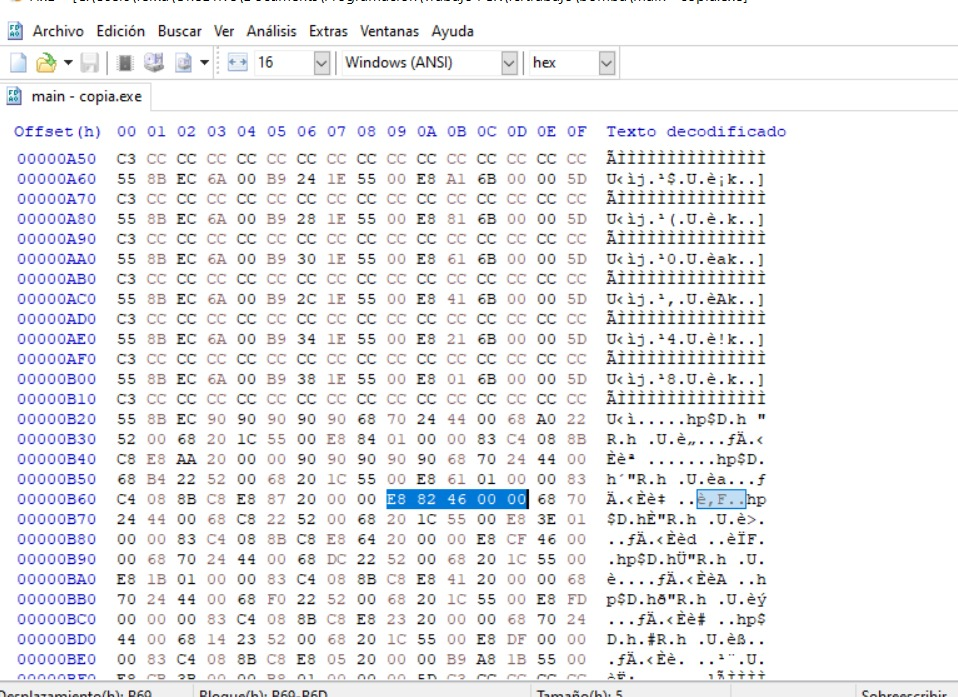 Archivo Edición Buscar Ver Análisis Extras Ventanas Ayuda
16 Windows (ANSI) hex
main - copia.exe
Offset(h) 00 01 02 03 04 05 06 07 08 09 0A 0B 0C 0D 0E 0F Texto decodificado
00000A50 C3 CC CC CC CC CC CC CC CC CC CC CC CC CC CC CC ÃÌÌÌÌÌÌÌÌÌÌÌÌÌÌÌ
00000A60 55 8B EC 6A 00 B9 24 1E 55 00 E8 A1 6B 00 00 5D U‹ìj.¹$.U.è¡k..]
00000A70 C3 CC CC CC CC CC CC CC CC CC CC CC CC CC CC CC ÃÌÌÌÌÌÌÌÌÌÌÌÌÌÌÌ
00000A80 55 8B EC 6A 00 B9 28 1E 55 00 E8 81 6B 00 00 5D U‹ìj.¹(.U.è.k..]
00000A90 C3 CC CC CC CC CC CC CC CC CC CC CC CC CC CC CC ÃÌÌÌÌÌÌÌÌÌÌÌÌÌÌÌ
00000AA0 55 8B EC 6A 00 B9 30 1E 55 00 E8 61 6B 00 00 5D U‹ìj.¹0.U.èak..]
00000AB0 C3 CC CC CC CC CC CC CC CC CC CC CC CC CC CC CC ÃÌÌÌÌÌÌÌÌÌÌÌÌÌÌÌ
00000AC0 55 8B EC 6A 00 B9 2C 1E 55 00 E8 41 6B 00 00 5D U‹ìj.¹,.U.èAk..]
00000AD0 C3 CC CC CC CC CC CC CC CC CC CC CC CC CC CC CC ÃÌÌÌÌÌÌÌÌÌÌÌÌÌÌÌ
00000AE0 55 8B EC 6A 00 B9 34 1E 55 00 E8 21 6B 00 00 5D U‹ìj.¹4.U.è!k..]
00000AF0 C3 CC CC CC CC CC CC CC CC CC CC CC CC CC CC CC ÃÌÌÌÌÌÌÌÌÌÌÌÌÌÌÌ
00000B00 55 8B EC 6A 00 B9 38 1E 55 00 E8 01 6B 00 00 5D U‹ìj.¹8.U.è.k..]
00000B10 C3 CC CC CC CC CC CC CC CC CC CC CC CC CC CC CC ÃÌÌÌÌÌÌÌÌÌÌÌÌÌÌÌ
00000B20 55 8B EC 90 90 90 90 90 68 70 24 44 00 68 A0 22 U‹ì.....hp$D.h "
00000B30 52 00 68 20 1C 55 00 E8 84 01 00 00 83 C4 08 8B R.h .U.è„...ƒÄ.‹
00000B40 C8 E8 AA 20 00 00 90 90 90 90 90 68 70 24 44 00 Èèª .......hp$D.
00000B50 68 B4 22 52 00 68 20 1C 55 00 E8 61 01 00 00 83 h´"R.h .U.èa...ƒ
00000B60 C4 08 8B C8 E8 87 20 00 00 E8 82 46 00 00 68 70 Ä.‹Èè‡ ..è‚F..hp
00000B70 24 44 00 68 C8 22 52 00 68 20 1C 55 00 E8 3E 01 $D.hÈ"R.h .U.è>.
00000B80 00 00 83 C4 08 8B C8 E8 64 20 00 00 E8 CF 46 00 ..ƒÄ.‹Èèd ..èÏF.
00000B90 00 68 70 24 44 00 68 DC 22 52 00 68 20 1C 55 00 .hp$D.hÜ"R.h .U.
00000BA0 E8 1B 01 00 00 83 C4 08 8B C8 E8 41 20 00 00 68 è....ƒÄ.‹ÈèA ..h
00000BB0 70 24 44 00 68 F0 22 52 00 68 20 1C 55 00 E8 FD p$D.hð"R.h .U.èý
00000BC0 00 00 00 83 C4 08 8B C8 E8 23 20 00 00 68 70 24 ...ƒÄ.‹Èè# ..hp$
00000BD0 44 00 68 14 23 52 00 68 20 1C 55 00 E8 DF 00 00 D.h.#R.h .U.èß..
00000BE0 00 83 C4 08 8B C8 E8 05 20 00 00 B9 A8 1B 55 00 .ƒÄ.‹Èè. ..¹¨.U.
Desplazamiento(h): B69 Bloque(h): B69-B6D Tamaño(h): 5 Sobreescribir